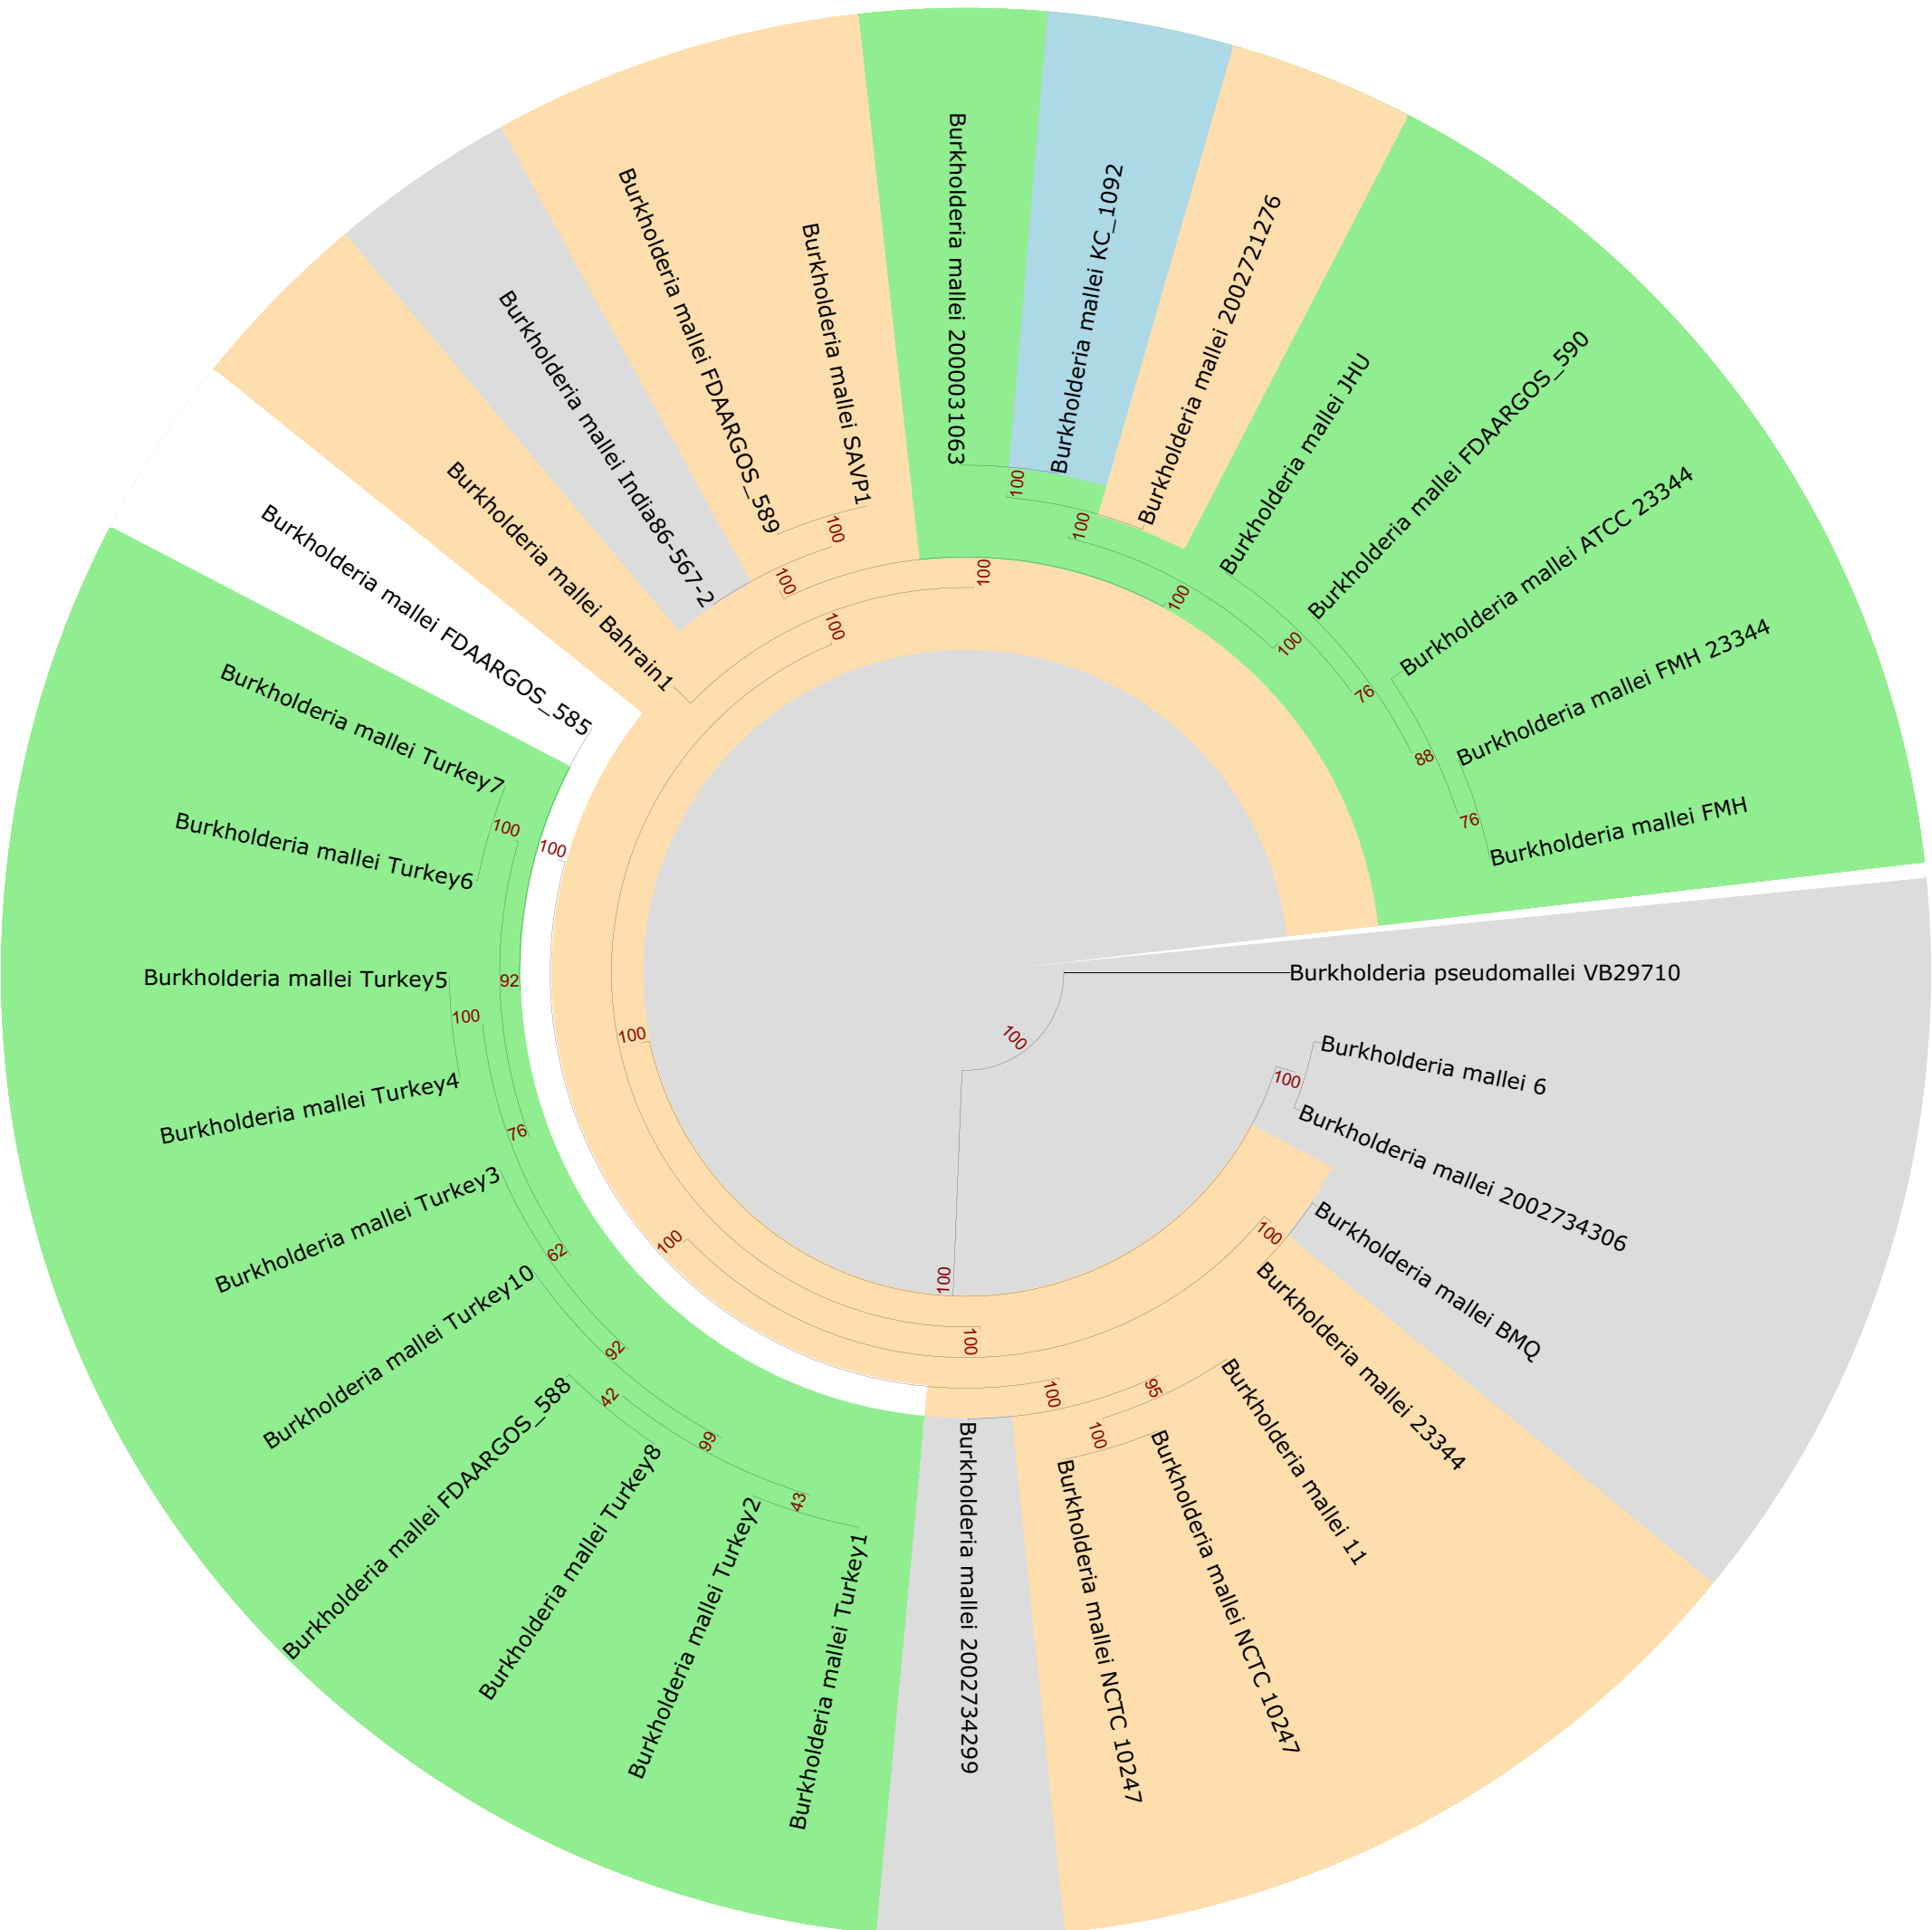 Burkholderia mallei 2000031063
Burkholderia mallei KC_1092
Burkholderia mallei 2002721276
Burkholderia mallei JHU
Burkholderia mallei FDAARGOS_590
Burkholderia mallei ATCC 23344
Burkholderia mallei FMH 23344
Burkholderia mallei FMH
Burkholderia pseudomallei VB29710
Burkholderia mallei 6
Burkholderia mallei 2002734306
Burkholderia mallei BMQ
Burkholderia mallei 23344
Burkholderia mallei 11
Burkholderia mallei NCTC 10247
Burkholderia mallei NCTC 10247
Burkholderia mallei 2002734299
Burkholderia mallei Turkey1
Burkholderia mallei Turkey2
Burkholderia mallei Turkey8
Burkholderia mallei FDAARGOS_588
Burkholderia mallei Turkey10
Burkholderia mallei Turkey3
Burkholderia mallei Turkey4
Burkholderia mallei Turkey5
Burkholderia mallei Turkey6
Burkholderia mallei Turkey7
Burkholderia mallei FDAARGOS_585
Burkholderia mallei Bahrain1
Burkholderia mallei India86-567-2
Burkholderia mallei FDAARGOS_589
Burkholderia mallei SAVP1
100
100
100
100
76
88
76
100
100
100
100
100
100
92
100
76
62
92
42
99
43
100
100
100
100
95
100
100
100
100
100